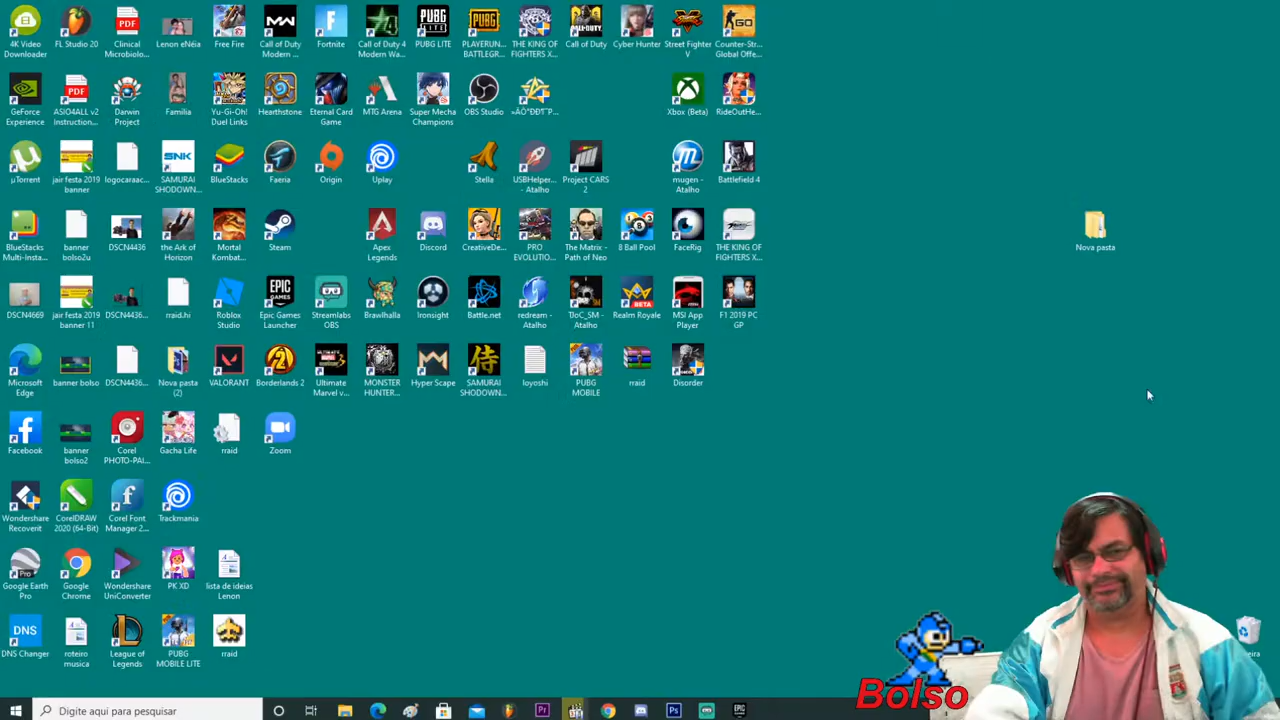 4K Video
Downloader
FL Studio 20
Clinical
Microbiolo...
Lenon eNéia
Free Fire
Call of Duty
Modern ...
Fortnite
Call of Duty 4
Modern Wa...
PUBG LITE
PLAYERUN...
BATTLEGR...
THE KING OF
FIGHTERS X...
Call of Duty
Cyber Hunter
Street Fighter
V
Counter-Str...
Global Offe...
GeForce
Experience
ASIO4ALL v2
Instruction...
Darwin
Project
Família
Yu-Gi-Oh!
Duel Links
Hearthstone
Eternal Card
Game
MTG Arena
Super Mecha
Champions
OBS Studio
Xbox (Beta)
RideOutHe...
µTorrent
jair festa 2019
banner
logocaraac...
SAMURAI
SHODOWN...
BlueStacks
Faeria
Origin
Uplay
Stella
USBHelper...
- Atalho
Project CARS
2
mugen -
Atalho
Battlefield 4
BlueStacks
Multi-Insta...
banner
bolso2u
DSCN4436
the Ark of
Horizon
Mortal
Kombat...
Steam
Apex
Legends
Discord
CreativeDe...
PRO
EVOLUTIO...
The Matrix -
Path of Neo
8 Ball Pool
FaceRig
THE KING OF
FIGHTERS X...
Nova pasta
DSCN4669
jair festa 2019
banner 11
DSCN4436...
rraid.hi
Roblox
Studio
Epic Games
Launcher
Streamlabs
OBS
Brawlhalla
Ironsight
Battle.net
redream -
Atalho
Atalho
Realm Royale
MSI App
Player
F1 2019 PC
GP
Microsoft
Edge
banner bolso
DSCN4436...
Nova pasta
(2)
VALORANT
Borderlands 2
Ultimate
Marvel v...
MONSTER
HUNTER...
Hyper Scape
SAMURAI
SHODOWN...
loyoshi
PUBG
MOBILE
rraid
Disorder
Facebook
banner
bolso2
Corel
PHOTO-PAI...
Gacha Life
rraid
Zoom
Wondershare
Recoverit
CorelDRAW
2020 (64-Bit)
Corel Font
Manager 2...
Trackmania
Google Earth
Pro
Google
Chrome
Wondershare
UniConverter
PK XD
lista de ideias
Lenon
DNS Changer
roteiro
musica
League of
Legends
PUBG
MOBILE LITE
rraid
Bolso
Digite aqui para pesquisar